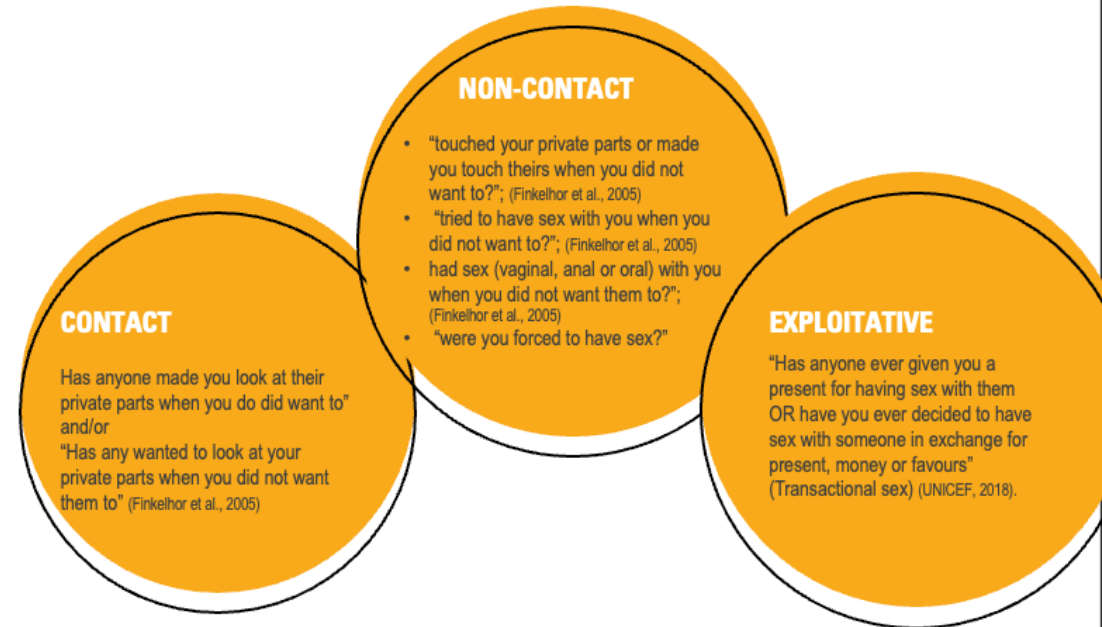 NON-CONTACT
• “touched your private parts or made
you touch theirs when you did not
want to?”; (Finkelhor et al., 2005)
• “tried to have sex with you when you
did not want to?”; (Finkelhor et al., 2005)
• had sex (vaginal, anal or oral) with you
when you did not want them to?”;
(Finkelhor et al., 2005)
• “were you forced to have sex?”
CONTACT
Has anyone made you look at their
private parts when you do did want to”
and/or
“Has any wanted to look at your
private parts when you did not want
them to” (Finkelhor et al., 2005)
EXPLOITATIVE
“Has anyone ever given you a
present for having sex with them
OR have you ever decided to have
sex with someone in exchange for
present, money or favours”
(Transactional sex) (UNICEF, 2018).